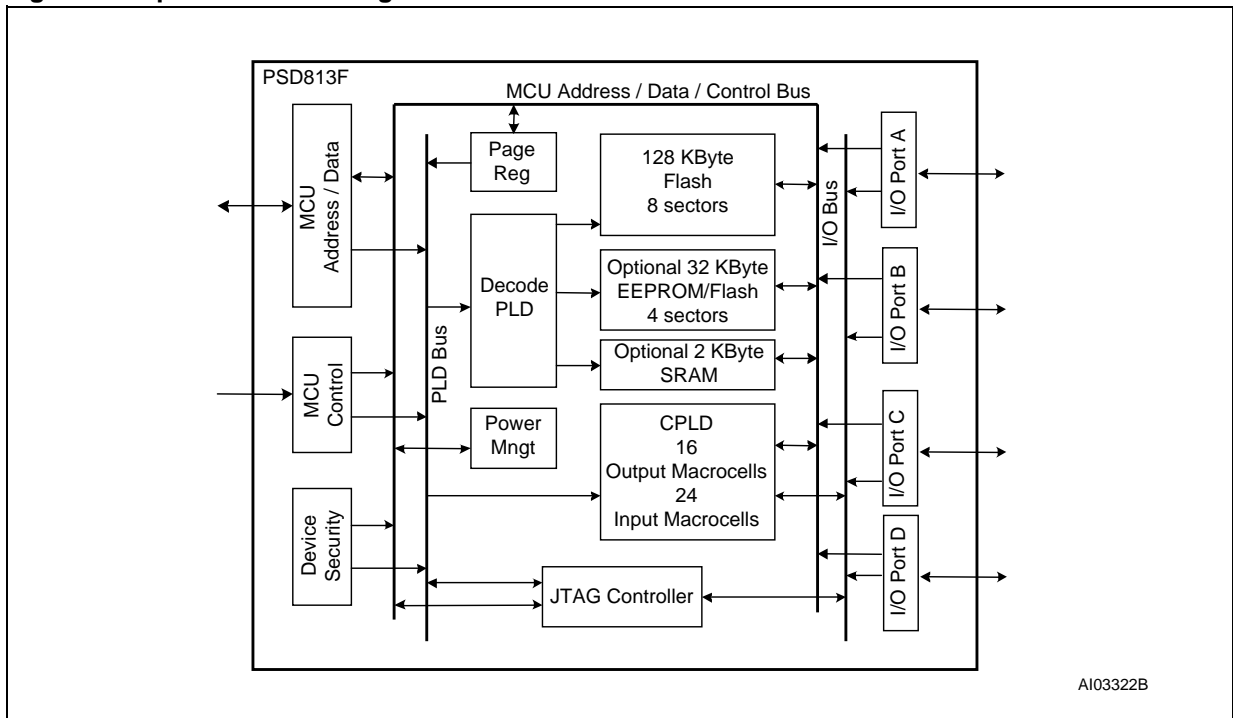 PSD813F
MCU Address / Data / Control Bus
MCU
Address / Data
Page
Reg
128 KByte
Flash
8 sectors
I/O Bus
I/O Port A
Decode
PLD
Optional 32 KByte
EEPROM/Flash
4 sectors
I/O Port B
PLD Bus
Optional 2 KByte
SRAM
MCU
Control
Power
Mngt
CPLD
16
Output Macrocells
24
Input Macrocells
I/O Port C
Device
Security
JTAG Controller
I/O Port D
AI03322B